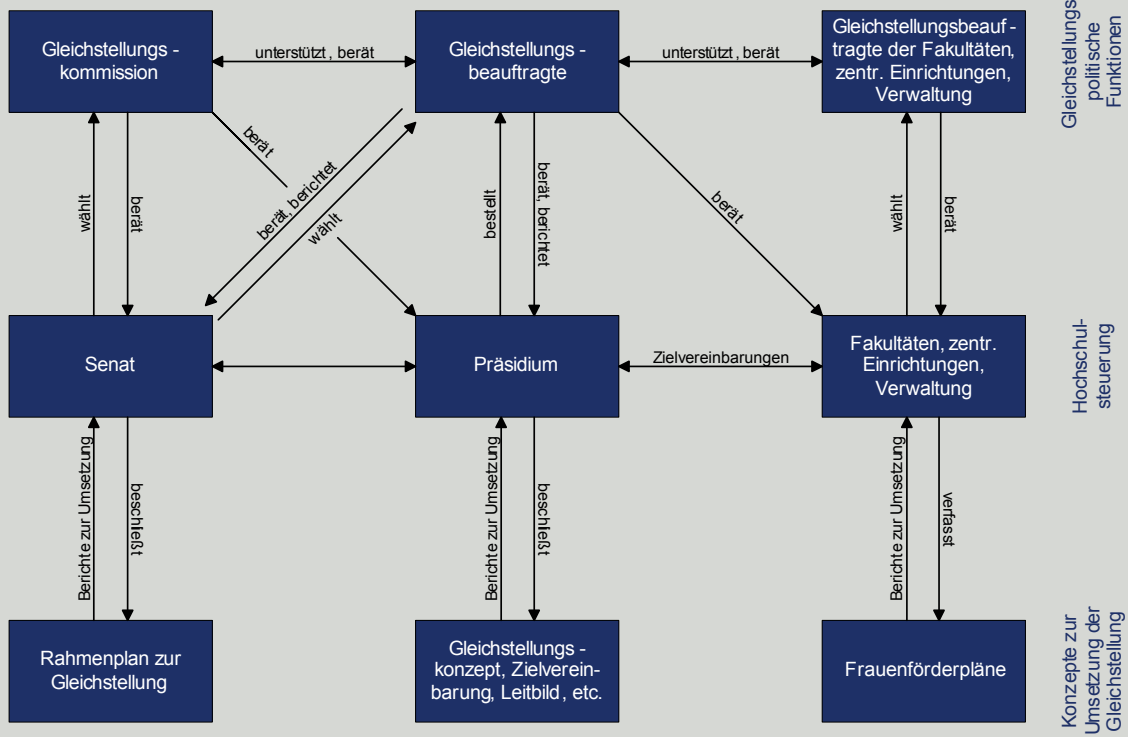 Gleichstellungs -
kommission
unterstützt , berät
Gleichstellungs -
beauftragte
unterstützt , berät
Gleichstellungsbeauf -
tragte der Fakultäten,
zentr. Einrichtungen,
Verwaltung
Gleichstellungs
politische
Funktionen
wählt
berät
berät
berät, berichtet
wählt
bestellt
berät, berichtet
berät
wählt
berät
Senat
Präsidium
Zielvereinbarungen
Fakultäten, zentr.
Einrichtungen,
Verwaltung
Hochschul-
steuerung
Berichte zur Umsetzung
beschießt
Berichte zur Umsetzung
beschießt
Berichte zur Umsetzung
verfasst
Rahmenplan zur
Gleichstellung
Gleichstellungs -
konzept, Zielverein-
barung, Leitbild , etc.
Frauenförderpläne
Konzepte zur
Umsetzung der
Gleichstellung